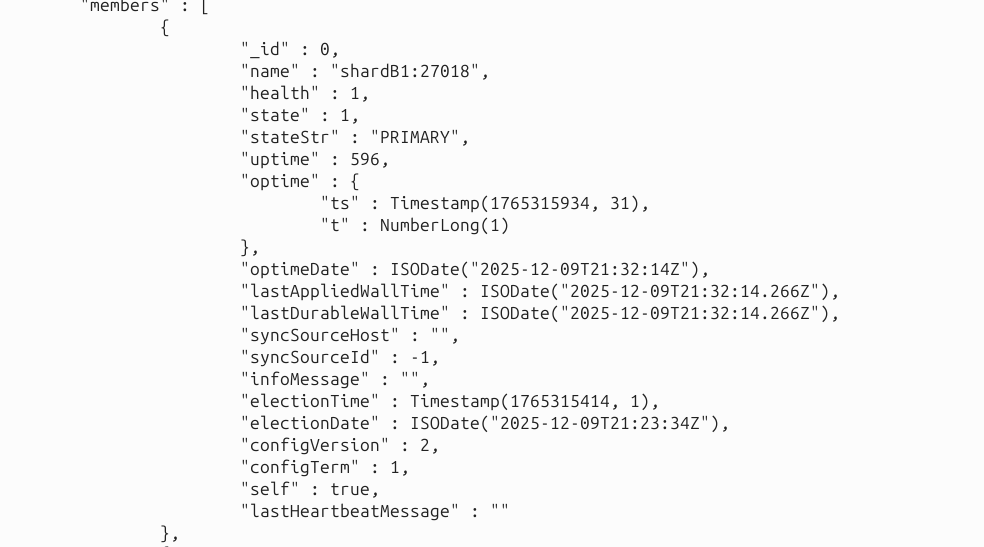 "members" : [
{
"_id" : 0,
"name" : "shardB1:27018",
"health" : 1,
"state" : 1,
"stateStr" : "PRIMARY",
"uptime" : 596,
"optime" : {
"ts" : Timestamp(1765315934, 31),
"t" : NumberLong(1)
},
"optimeDate" : ISODate("2025-12-09T21:32:14Z"),
"lastAppliedWallTime" : ISODate("2025-12-09T21:32:14.266Z"),
"lastDurableWallTime" : ISODate("2025-12-09T21:32:14.266Z"),
"syncSourceHost" : "",
"syncSourceId" : -1,
"infoMessage" : "",
"electionTime" : Timestamp(1765315414, 1),
"electionDate" : ISODate("2025-12-09T21:23:34Z"),
"configVersion" : 2,
"configTerm" : 1,
"self" : true,
"lastHeartbeatMessage" : ""
},